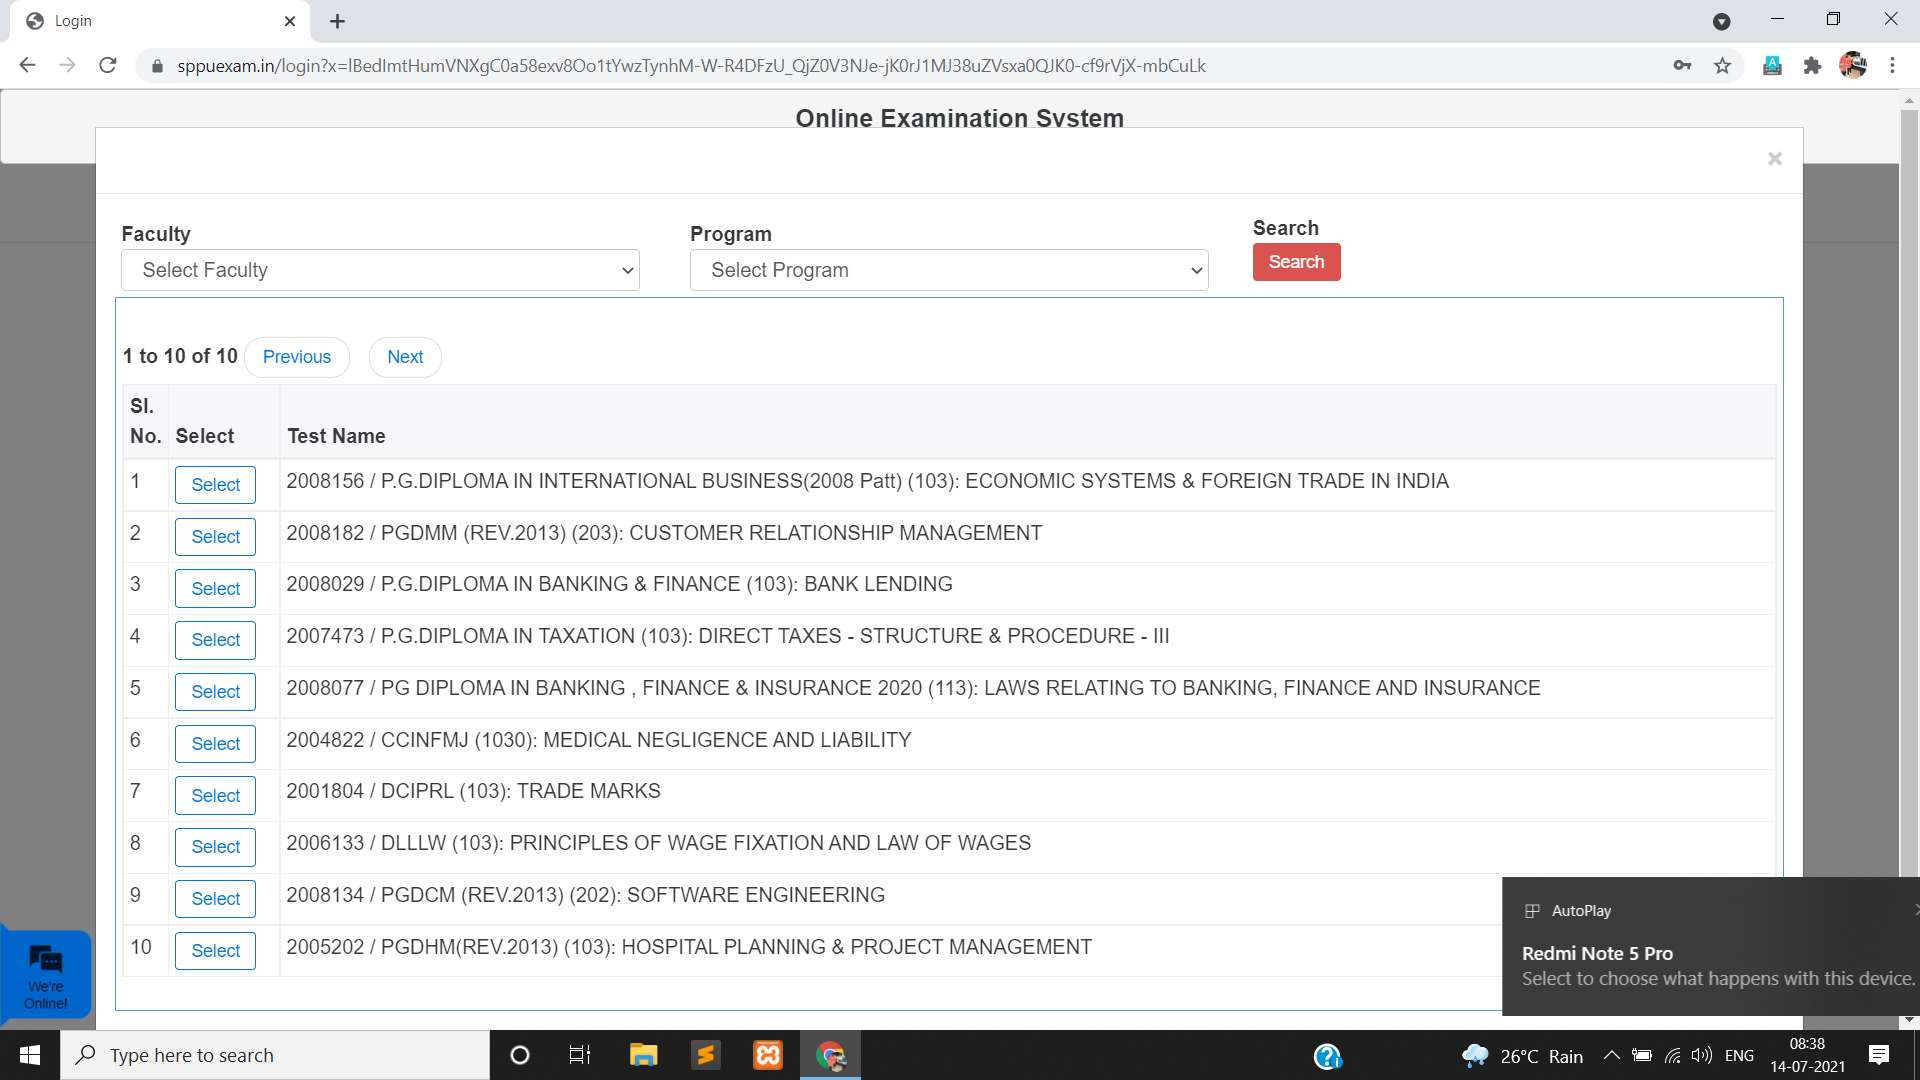 Login
sppuexam.in/login?x=lBedImtHumVNXgC0a58exv8Oo1tYwzTynhM-W-R4DFzU_QjZ0V3NJe-jK0rJ1MJ38uZVsxa0QJK0-cf9rVjX-mbCuLk
Online Examination System
×
Faculty
Program
Search
Select Faculty
Select Program
Search
1 to 10 of 10 Previous Next
Sl. No. Select Test Name
1 Select 2008156 / P.G.DIPLOMA IN INTERNATIONAL BUSINESS(2008 Patt) (103): ECONOMIC SYSTEMS & FOREIGN TRADE IN INDIA
2 Select 2008182 / PGDMM (REV.2013) (203): CUSTOMER RELATIONSHIP MANAGEMENT
3 Select 2008029 / P.G.DIPLOMA IN BANKING & FINANCE (103): BANK LENDING
4 Select 2007473 / P.G.DIPLOMA IN TAXATION (103): DIRECT TAXES - STRUCTURE & PROCEDURE - III
5 Select 2008077 / PG DIPLOMA IN BANKING , FINANCE & INSURANCE 2020 (113): LAWS RELATING TO BANKING, FINANCE AND INSURANCE
6 Select 2004822 / CCINFMJ (1030): MEDICAL NEGLIGENCE AND LIABILITY
7 Select 2001804 / DCIPRL (103): TRADE MARKS
8 Select 2006133 / DLLLW (103): PRINCIPLES OF WAGE FIXATION AND LAW OF WAGES
9 Select 2008134 / PGDCM (REV.2013) (202): SOFTWARE ENGINEERING
10 Select 2005202 / PGDHM(REV.2013) (103): HOSPITAL PLANNING & PROJECT MANAGEMENT
AutoPlay
Redmi Note 5 Pro
Select to choose what happens with this device.
We're
Online!
Type here to search
26°C Rain
ENG
08:38
14-07-2021